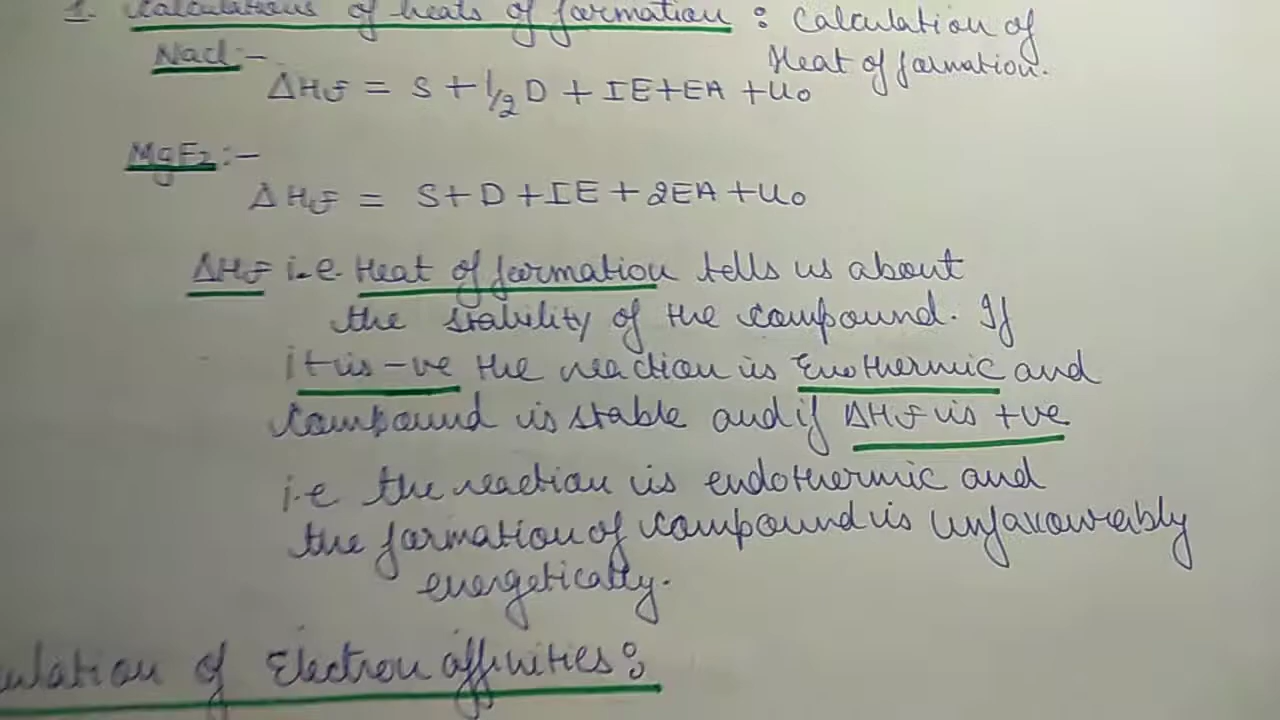 1. Calculations of heats of formation : Calculation of
Heat of formation.
NaCl:-
ΔHf = S + 1/2 D + IE+EA +U0
MgF2:-
ΔHf = S+D+IE+2EA+U0
ΔHf i.e. Heat of formation tells us about
the stability of the compound. If
it is -ve the reaction is Exothermic and
Compound is stable and if ΔHf is +ve
i.e the reaction is endothermic and
the formation of compound is unfavourably
energetically.
ulation of Electron affinities: